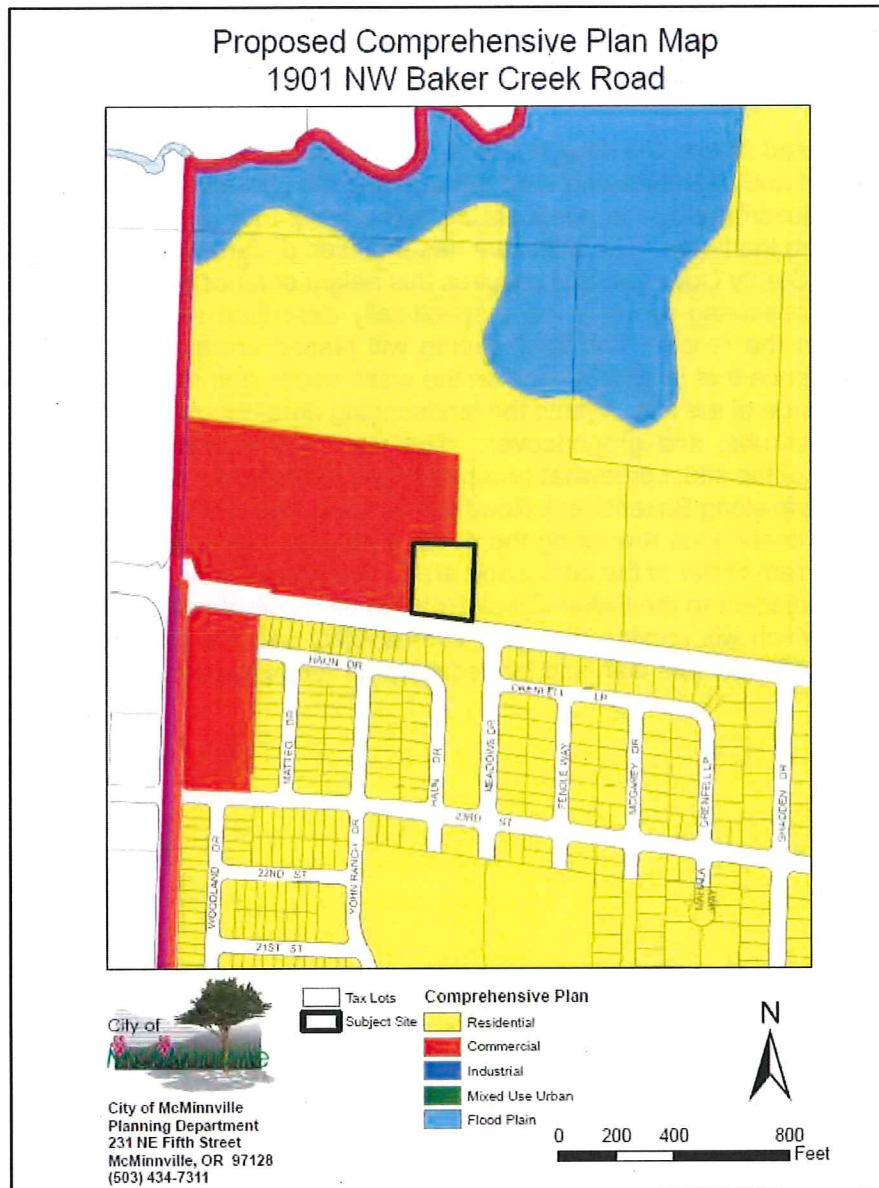 Proposed Comprehensive Plan Map
1901 NW Baker Creek Road
HAUN DR
GRENFELL LP
MATTEO DR
HAUN DR
MEADOWS DR
FENDLE WAY
MCGAREY DR
GRENFELL LP
SHADDEN DR
23RD ST
WOODLAND DR
22ND ST
YOHN RANCH DR
MAHALA WAY
21ST ST
City of
McMinnville
City of McMinnville
Planning Department
231 NE Fifth Street
McMinnville, OR 97128
(503) 434-7311
Tax Lots
Subject Site
Comprehensive Plan
Residential
Commercial
Industrial
Mixed Use Urban
Flood Plain
N
0 200 400 800
Feet